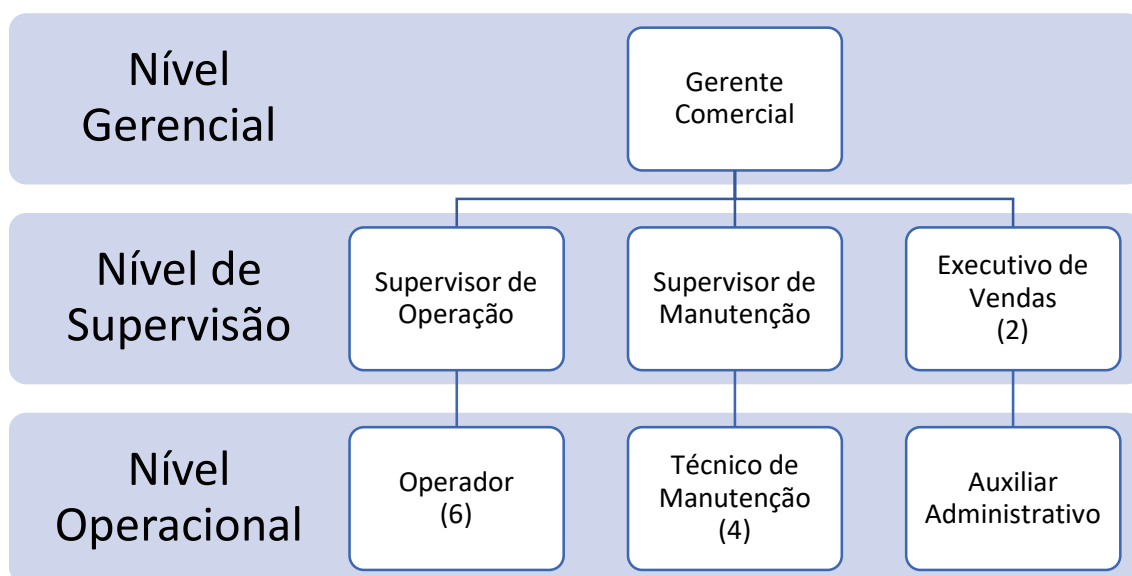 Nível
Gerencial
Gerente
Comercial
Nível de
Supervisão
Supervisor de
Operação
Supervisor de
Manutenção
Executivo de
Vendas
(2)
Nível
Operacional
Operador
(6)
Técnico de
Manutenção
(4)
Auxiliar
Administrativo